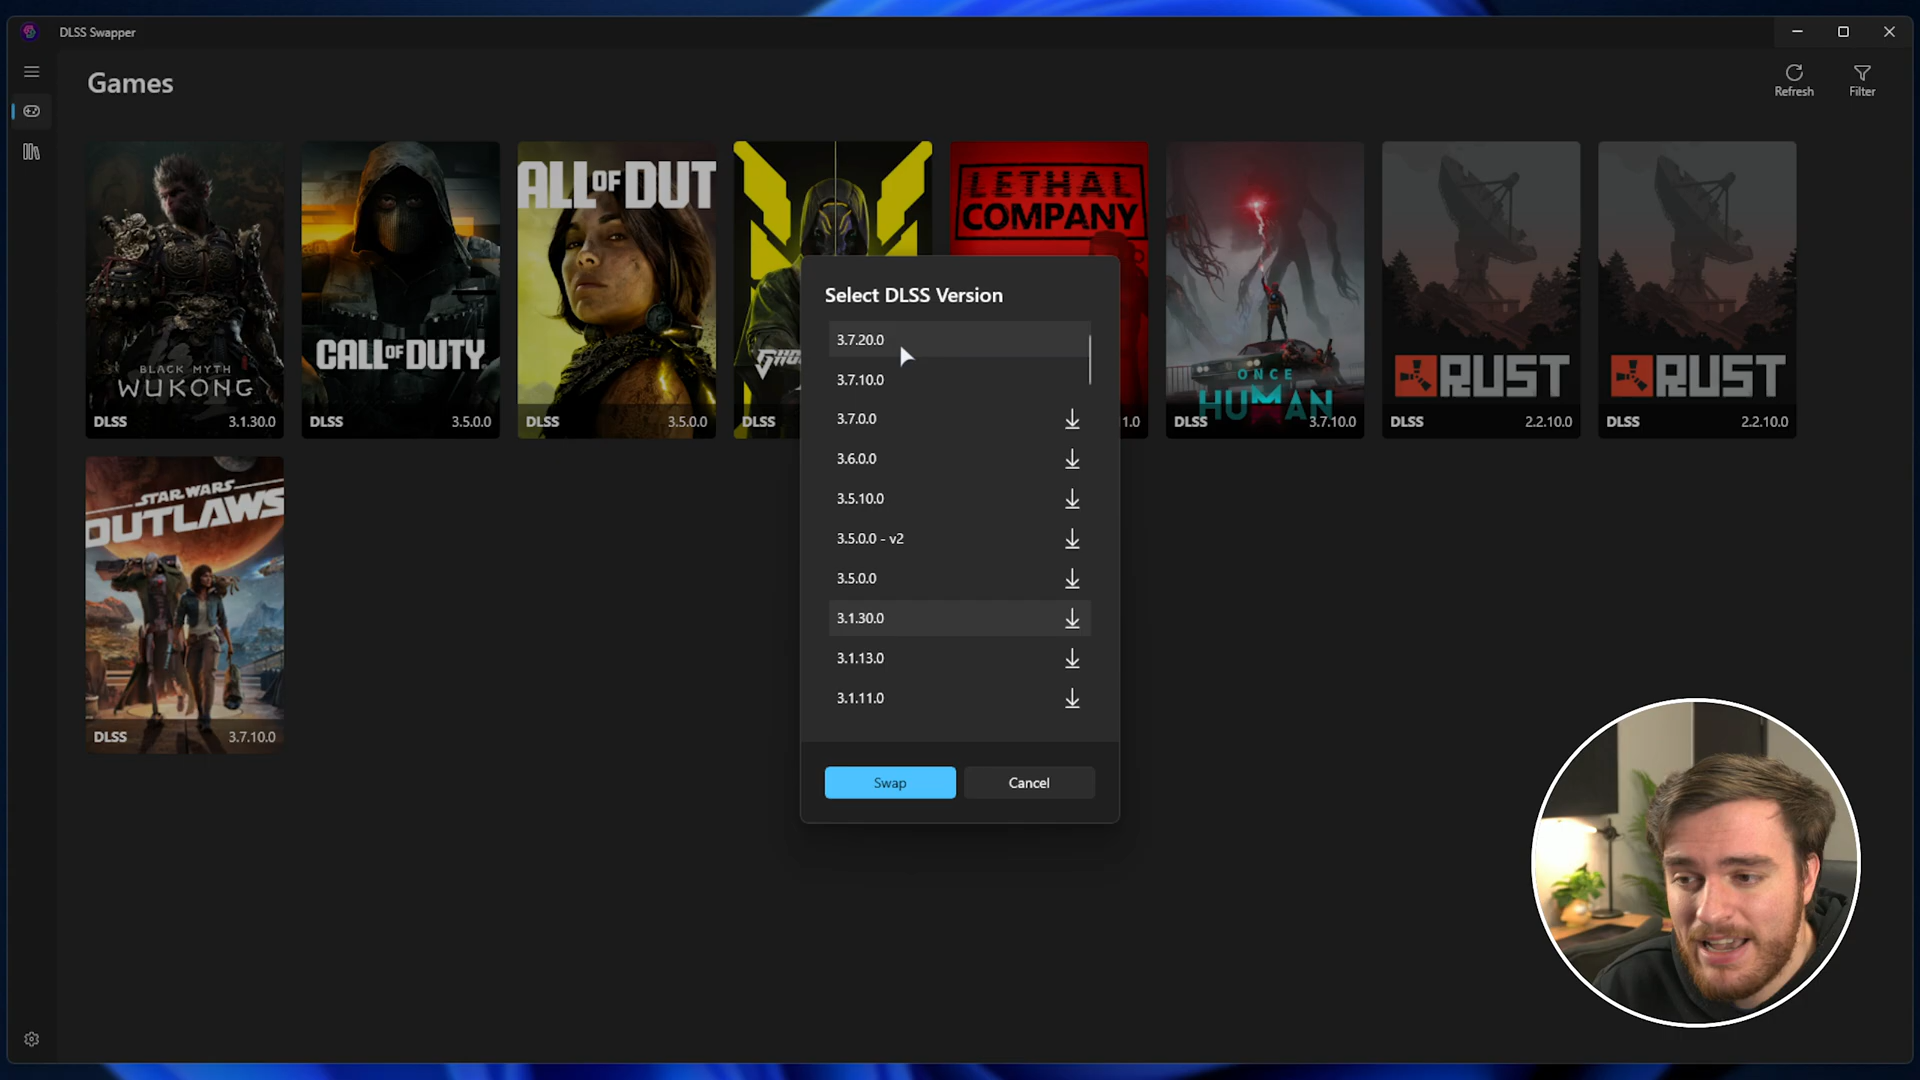 DLSS Swapper
Games
Refresh
Filter
BLACK MYTH
WUKONG
DLSS 3.1.30.0
CALL OF DUTY
DLSS 3.5.0.0
ALL OF DUT
DLSS 3.5.0.0
DLSS
LETHAL
COMPANY
1.0
ONCE
HUMAN
DLSS 3.7.10.0
RUST
DLSS 2.2.10.0
RUST
DLSS 2.2.10.0
STAR WARS
OUTLAWS
DLSS 3.7.10.0
Select DLSS Version
3.7.20.0
3.7.10.0
3.7.0.0
3.6.0.0
3.5.10.0
3.5.0.0 - v2
3.5.0.0
3.1.30.0
3.1.13.0
3.1.11.0
Swap
Cancel